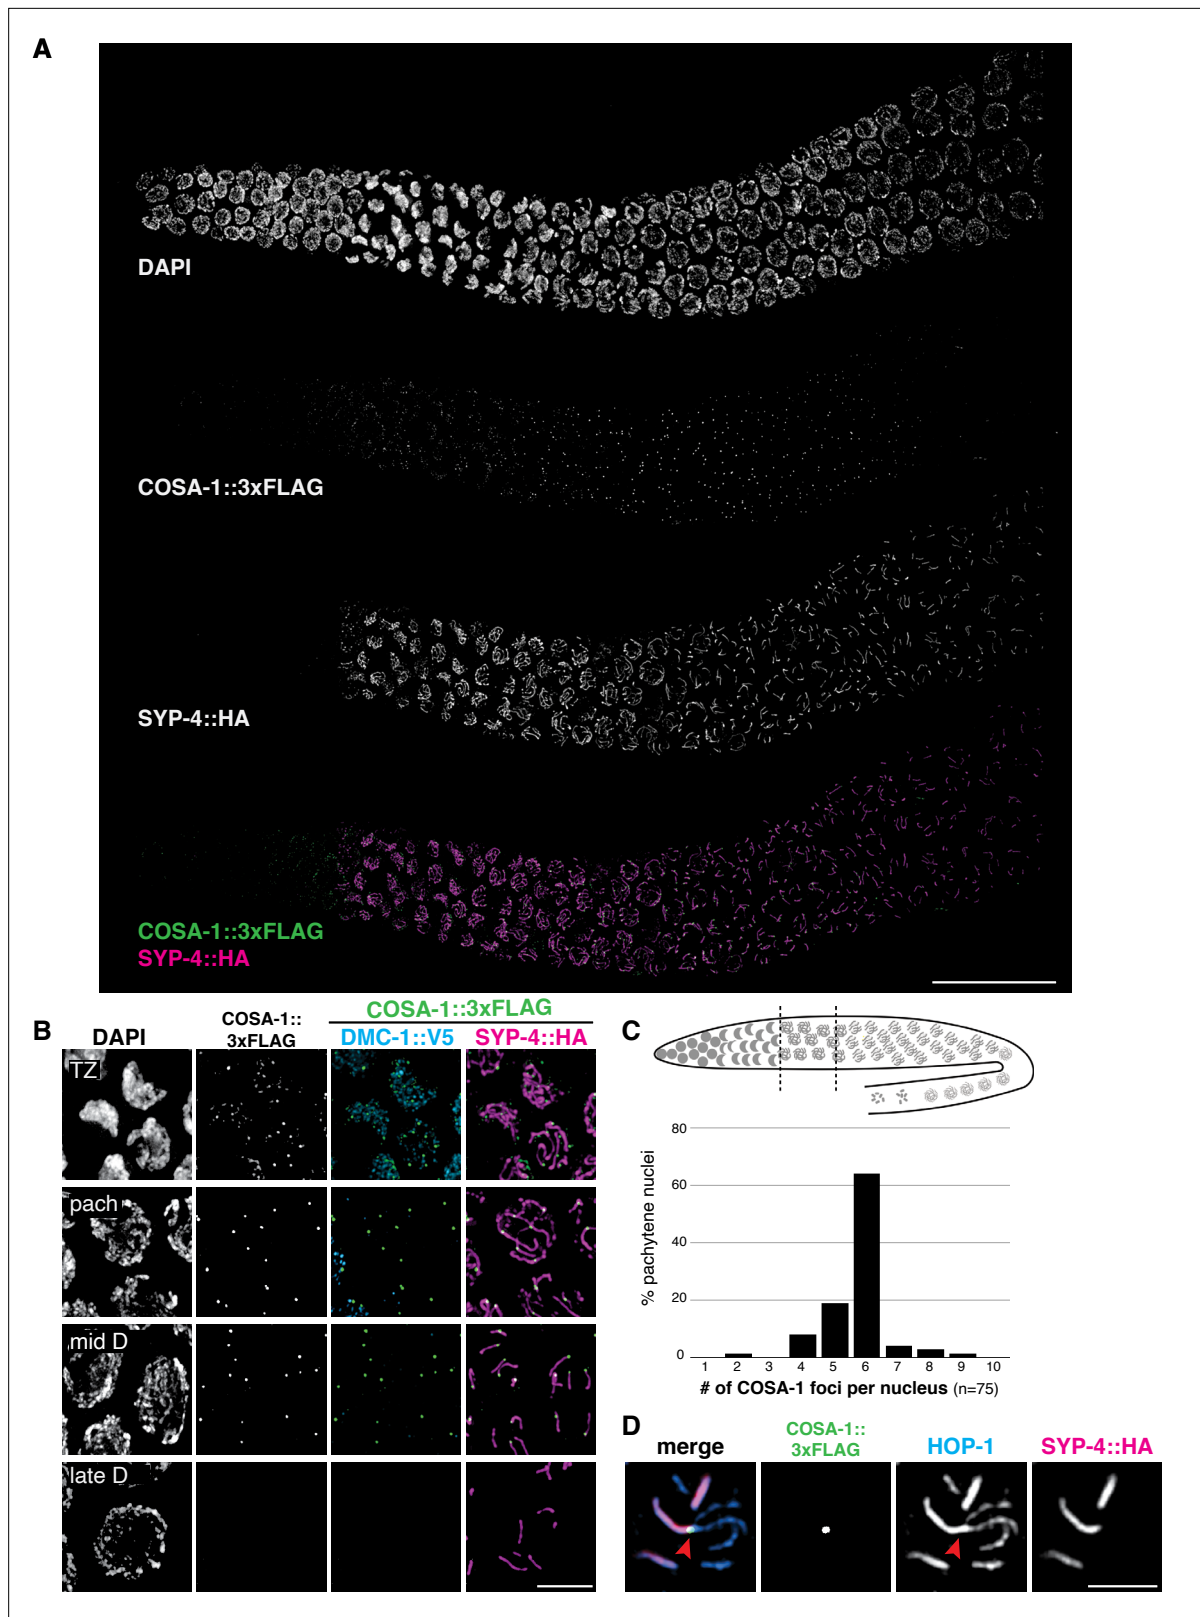 A
DAPI
COSA-1::3xFLAG
SYP-4::HA
COSA-1::3xFLAG
SYP-4::HA
B
DAPI
COSA-1::
3xFLAG
COSA-1::3xFLAG
DMC-1::V5
SYP-4::HA
TZ
pach
mid D
late D
C
80
60
40
20
0
% pachytene nuclei
1 2 3 4 5 6 7 8 9 10
# of COSA-1 foci per nucleus (n=75)
D
merge
COSA-1::
3xFLAG
HOP-1
SYP-4::HA